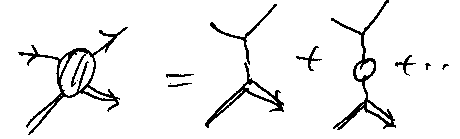 = + + ...